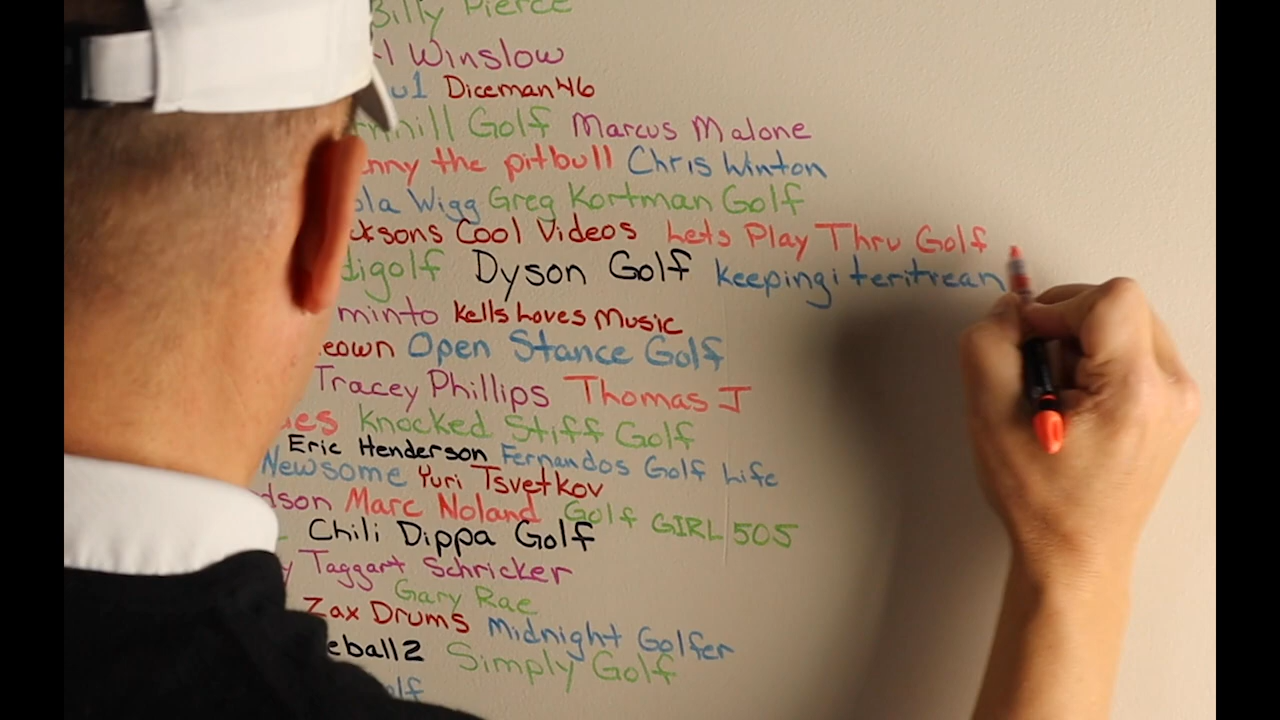 Billy Pierce
Winslow
Diceman46
Golf Marcus Malone
the pitbull Chris Winton
Wigg Greg Kortman Golf
Cool Videos Lets Play Thru Golf
Dyson Golf keepingiteritrean
Kells Loves Music
Open Stance Golf
Tracey Phillips Thomas J
Knocked Stiff Golf
Eric Henderson Fernandos Golf Life
Newsome Yuri Tsvetkov
Marc Noland Golf GIRL 505
Chili Dippa Golf
Taggart Schricker
Gary Rae
Zax Drums Midnight Golfer
Simply Golf